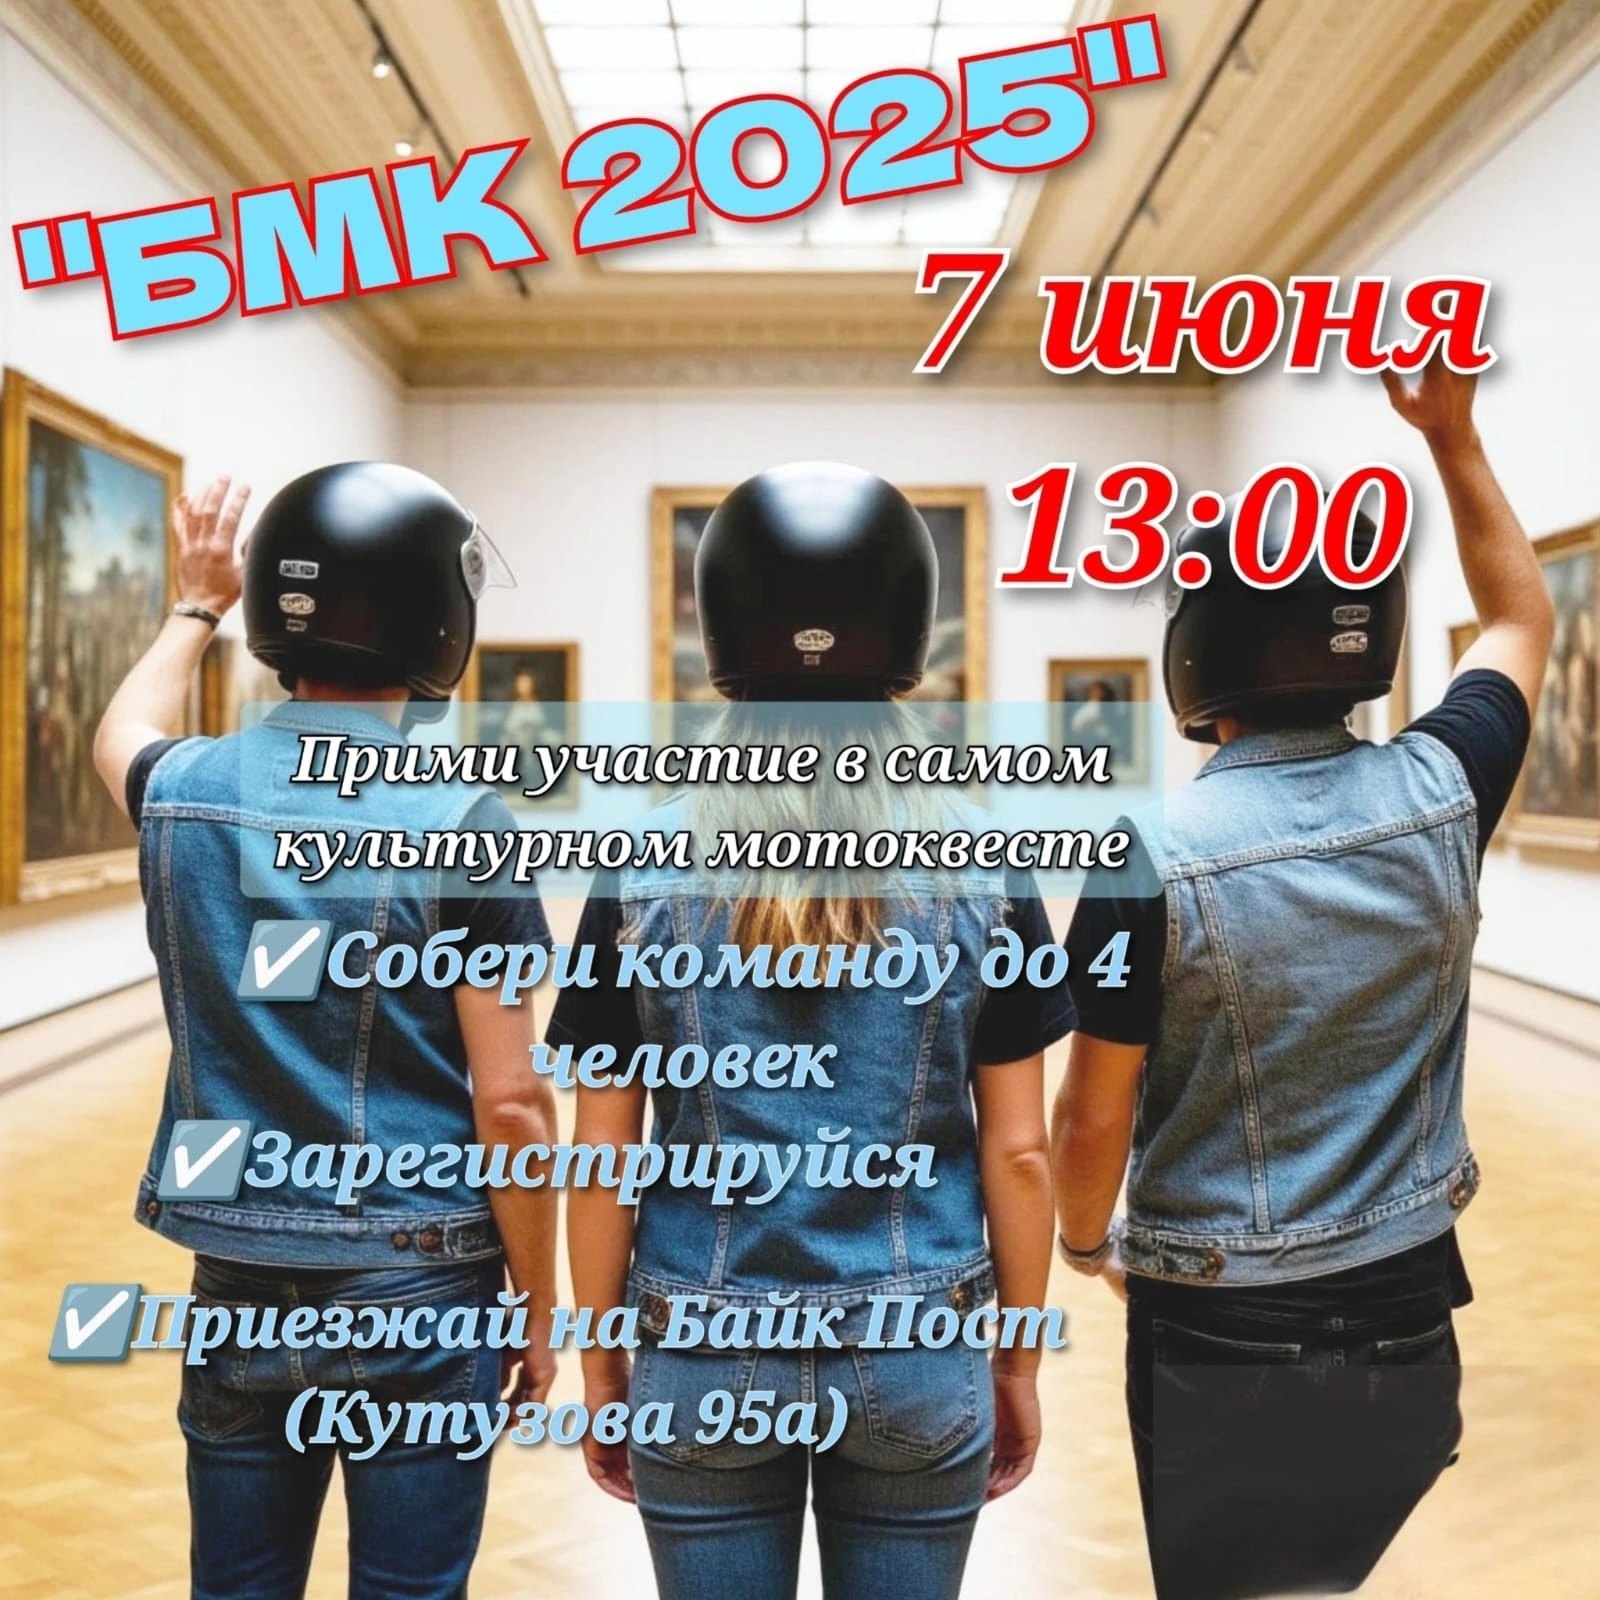 "БМК 2025"
7 июня
13:00
Прими участие в самом
культурном мотоквесте
✅Собери команду до 4
человек
✅Зарегистрируйся
✅Приезжай на Байк Пост
(Кутузова 95а)